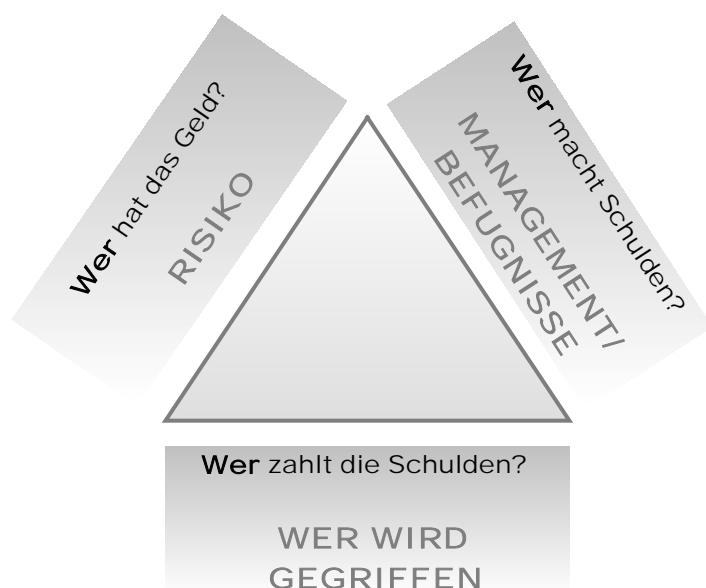 Wer hat das Geld?
RISIKO
Wer macht Schulden?
MANAGEMENT/
BEFUGNISSE
Wer zahlt die Schulden?
WER WIRD
GEGRIFFEN